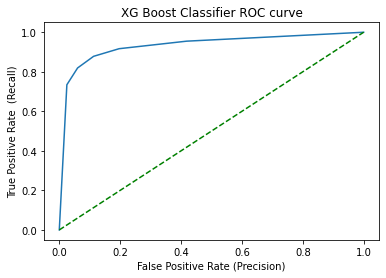 XG Boost Classifier ROC curve
1.0
0.8
0.6
0.4
0.2
0.0
True Positive Rate  (Recall)
0.0 0.2 0.4 0.6 0.8 1.0
False Positive Rate (Precision)